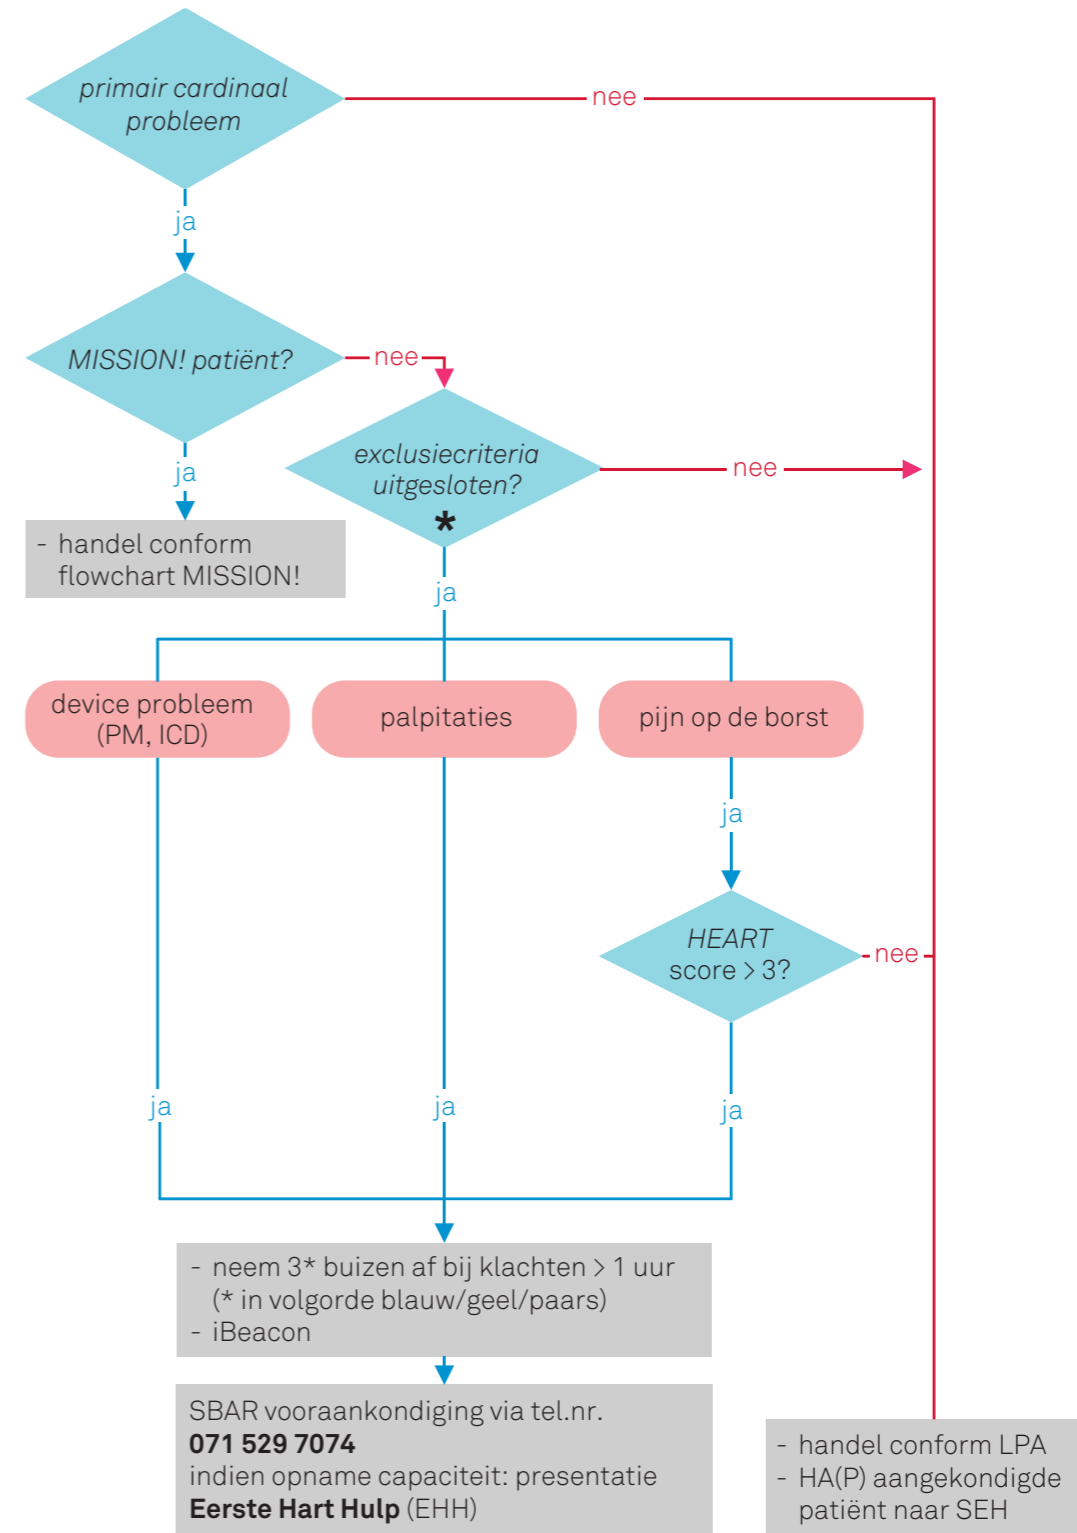 primair cardinaal
probleem
nee
ja
MISSION! patiënt?
nee
exclusiecriteria
uitgesloten?
*
nee
ja
- handel conform
flowchart MISSION!
ja
device probleem
(PM, ICD)
palpitaties
pijn op de borst
ja
HEART
score > 3?
nee
ja
ja
ja
- neem 3* buizen af bij klachten > 1 uur
(* in volgorde blauw/geel/paars)
- iBeacon
SBAR vooraankondiging via tel.nr.
071 529 7074
indien opname capaciteit: presentatie
Eerste Hart Hulp (EHH)
- handel conform LPA
- HA(P) aangekondigde
patiënt naar SEH